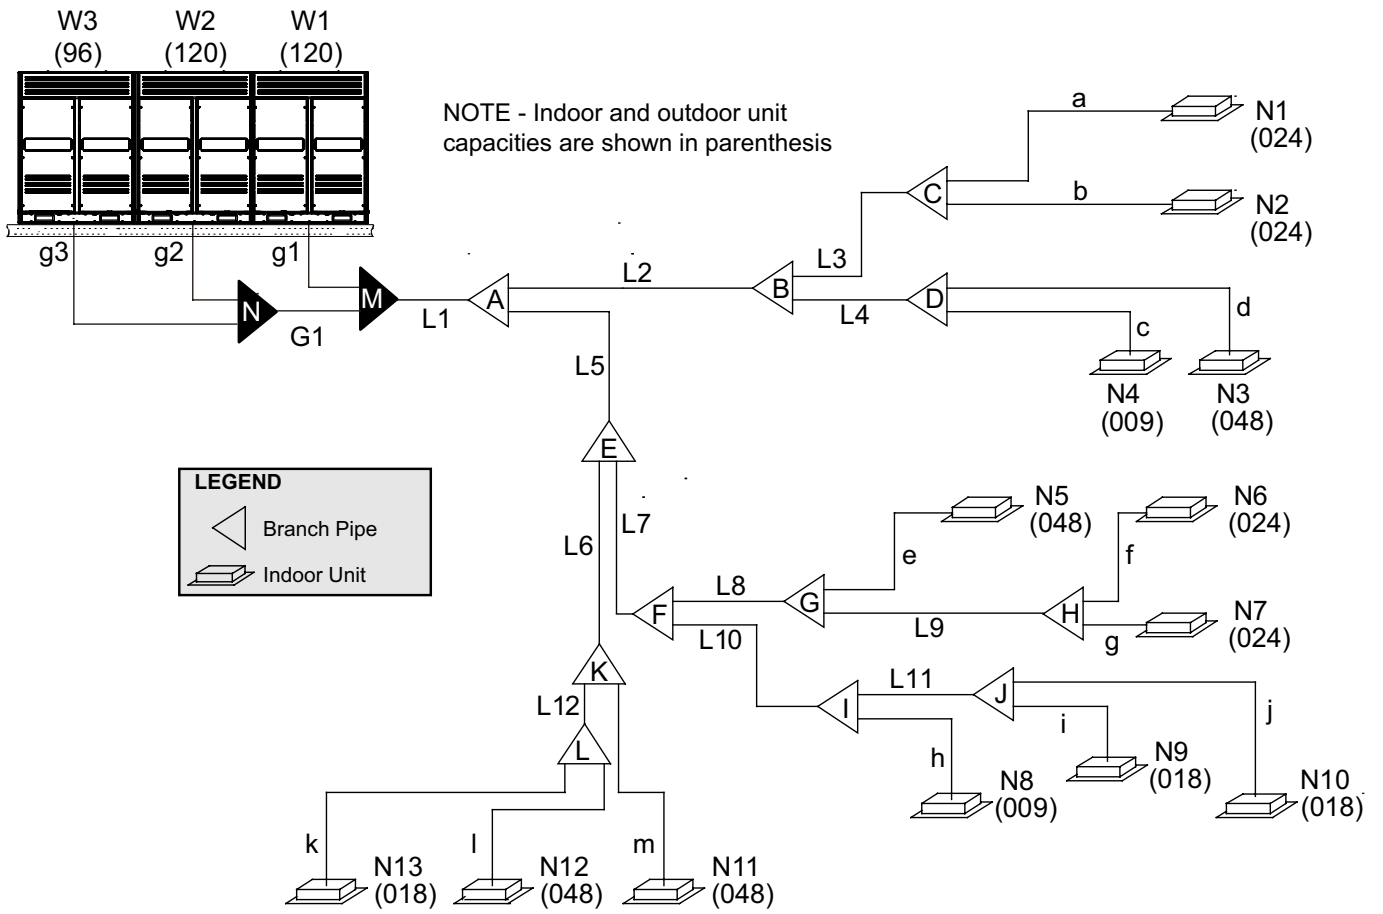 W3
(96)
W2
(120)
W1
(120)
NOTE - Indoor and outdoor unit
capacities are shown in parenthesis
a
N1
(024)
C
b
N2
(024)
g3
g2
g1
L3
L2
B
A
M
N
G1
L1
L4
D
d
c
N4
(009)
N3
(048)
L5
E
LEGEND
Branch Pipe
Indoor Unit
L6
L7
N5
(048)
e
N6
(024)
f
L8
G
F
L9
H
L10
g
N7
(024)
K
L11
J
L12
I
i
j
h
L
N9
(018)
N8
(009)
N10
(018)
k
l
m
N13
(018)
N12
(048)
N11
(048)